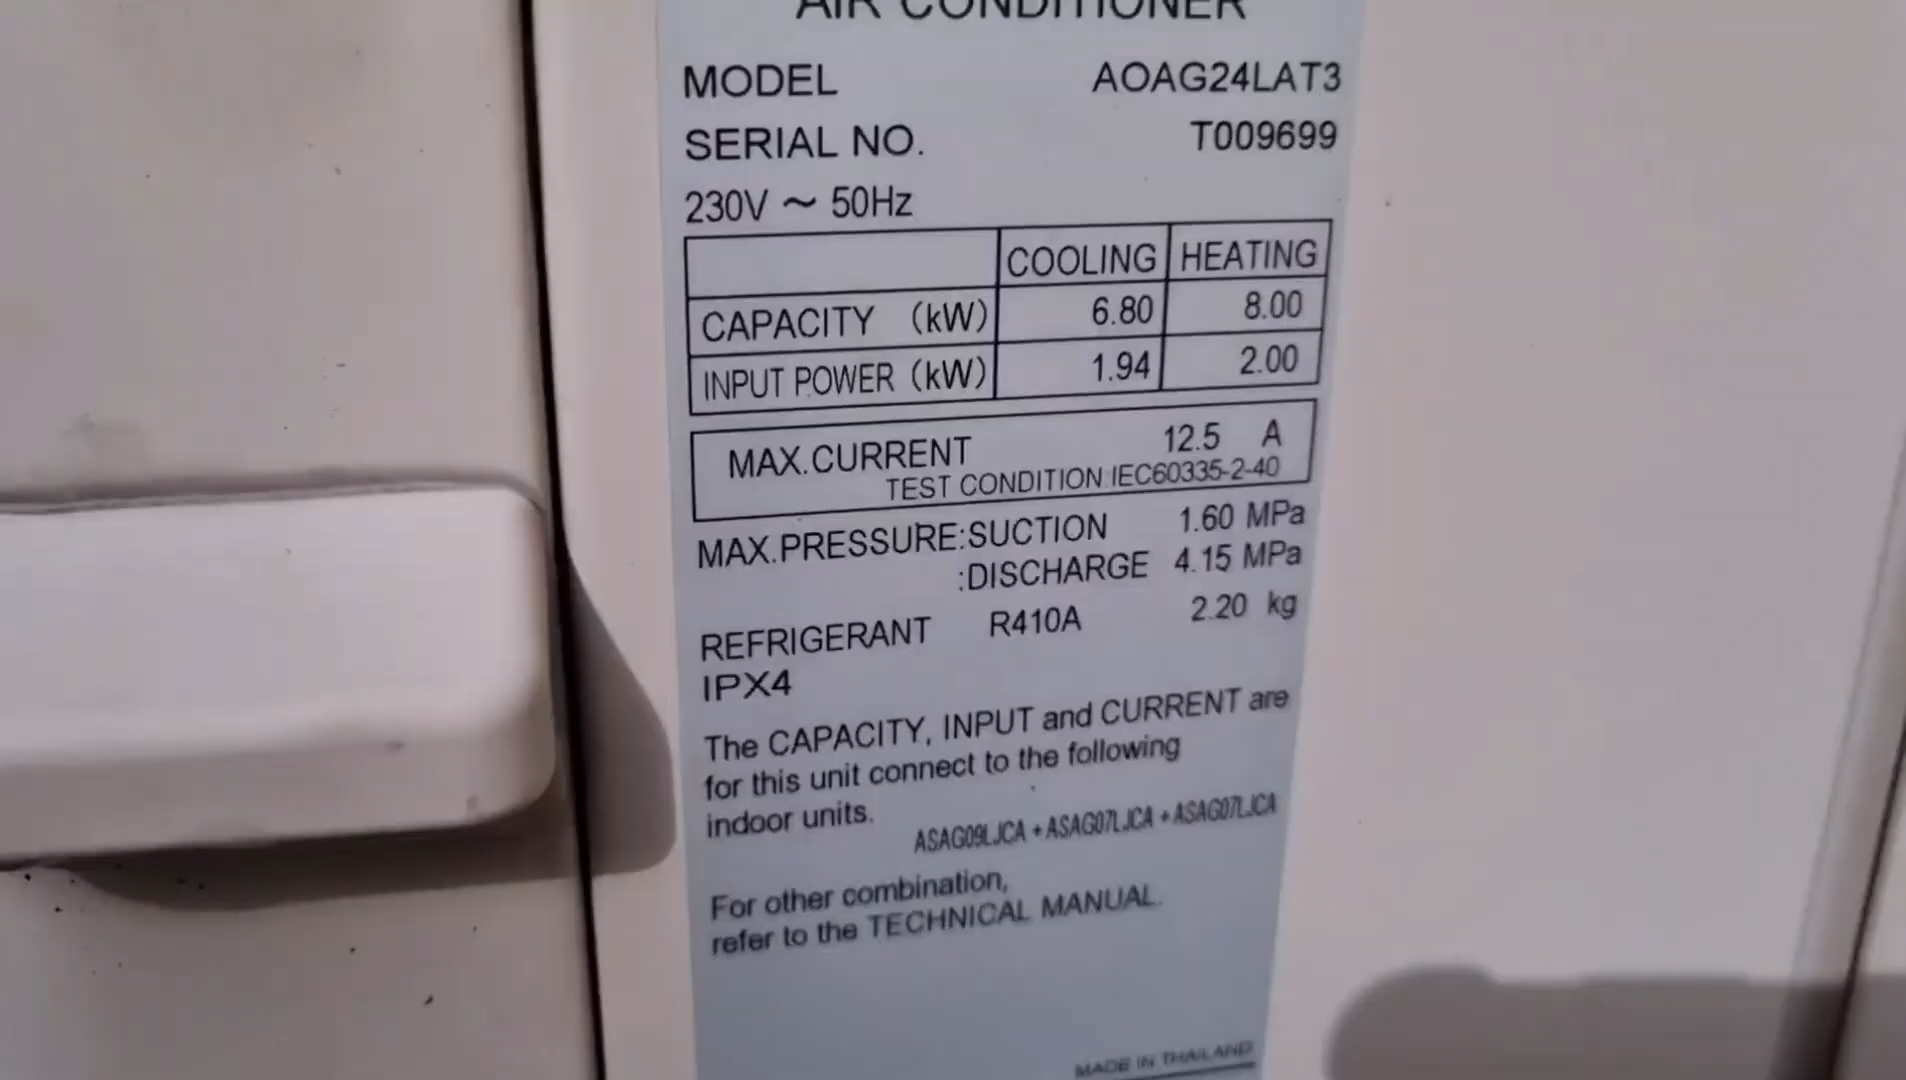 AIR CONDITIONER
MODEL AOAG24LAT3
SERIAL NO. T009699
230V ~ 50Hz
COOLING HEATING
CAPACITY (kW) 6.80 8.00
INPUT POWER (kW) 1.94 2.00
MAX.CURRENT 12.5 A
TEST CONDITION:IEC60335-2-40
MAX.PRESSURE:SUCTION 1.60 MPa
:DISCHARGE 4.15 MPa
REFRIGERANT R410A 2.20 kg
IPX4
The CAPACITY, INPUT and CURRENT are
for this unit connect to the following
indoor units.
ASAG09LJCA + ASAG07LJCA + ASAG07LJCA
For other combination,
refer to the TECHNICAL MANUAL.
MADE IN THAILAND